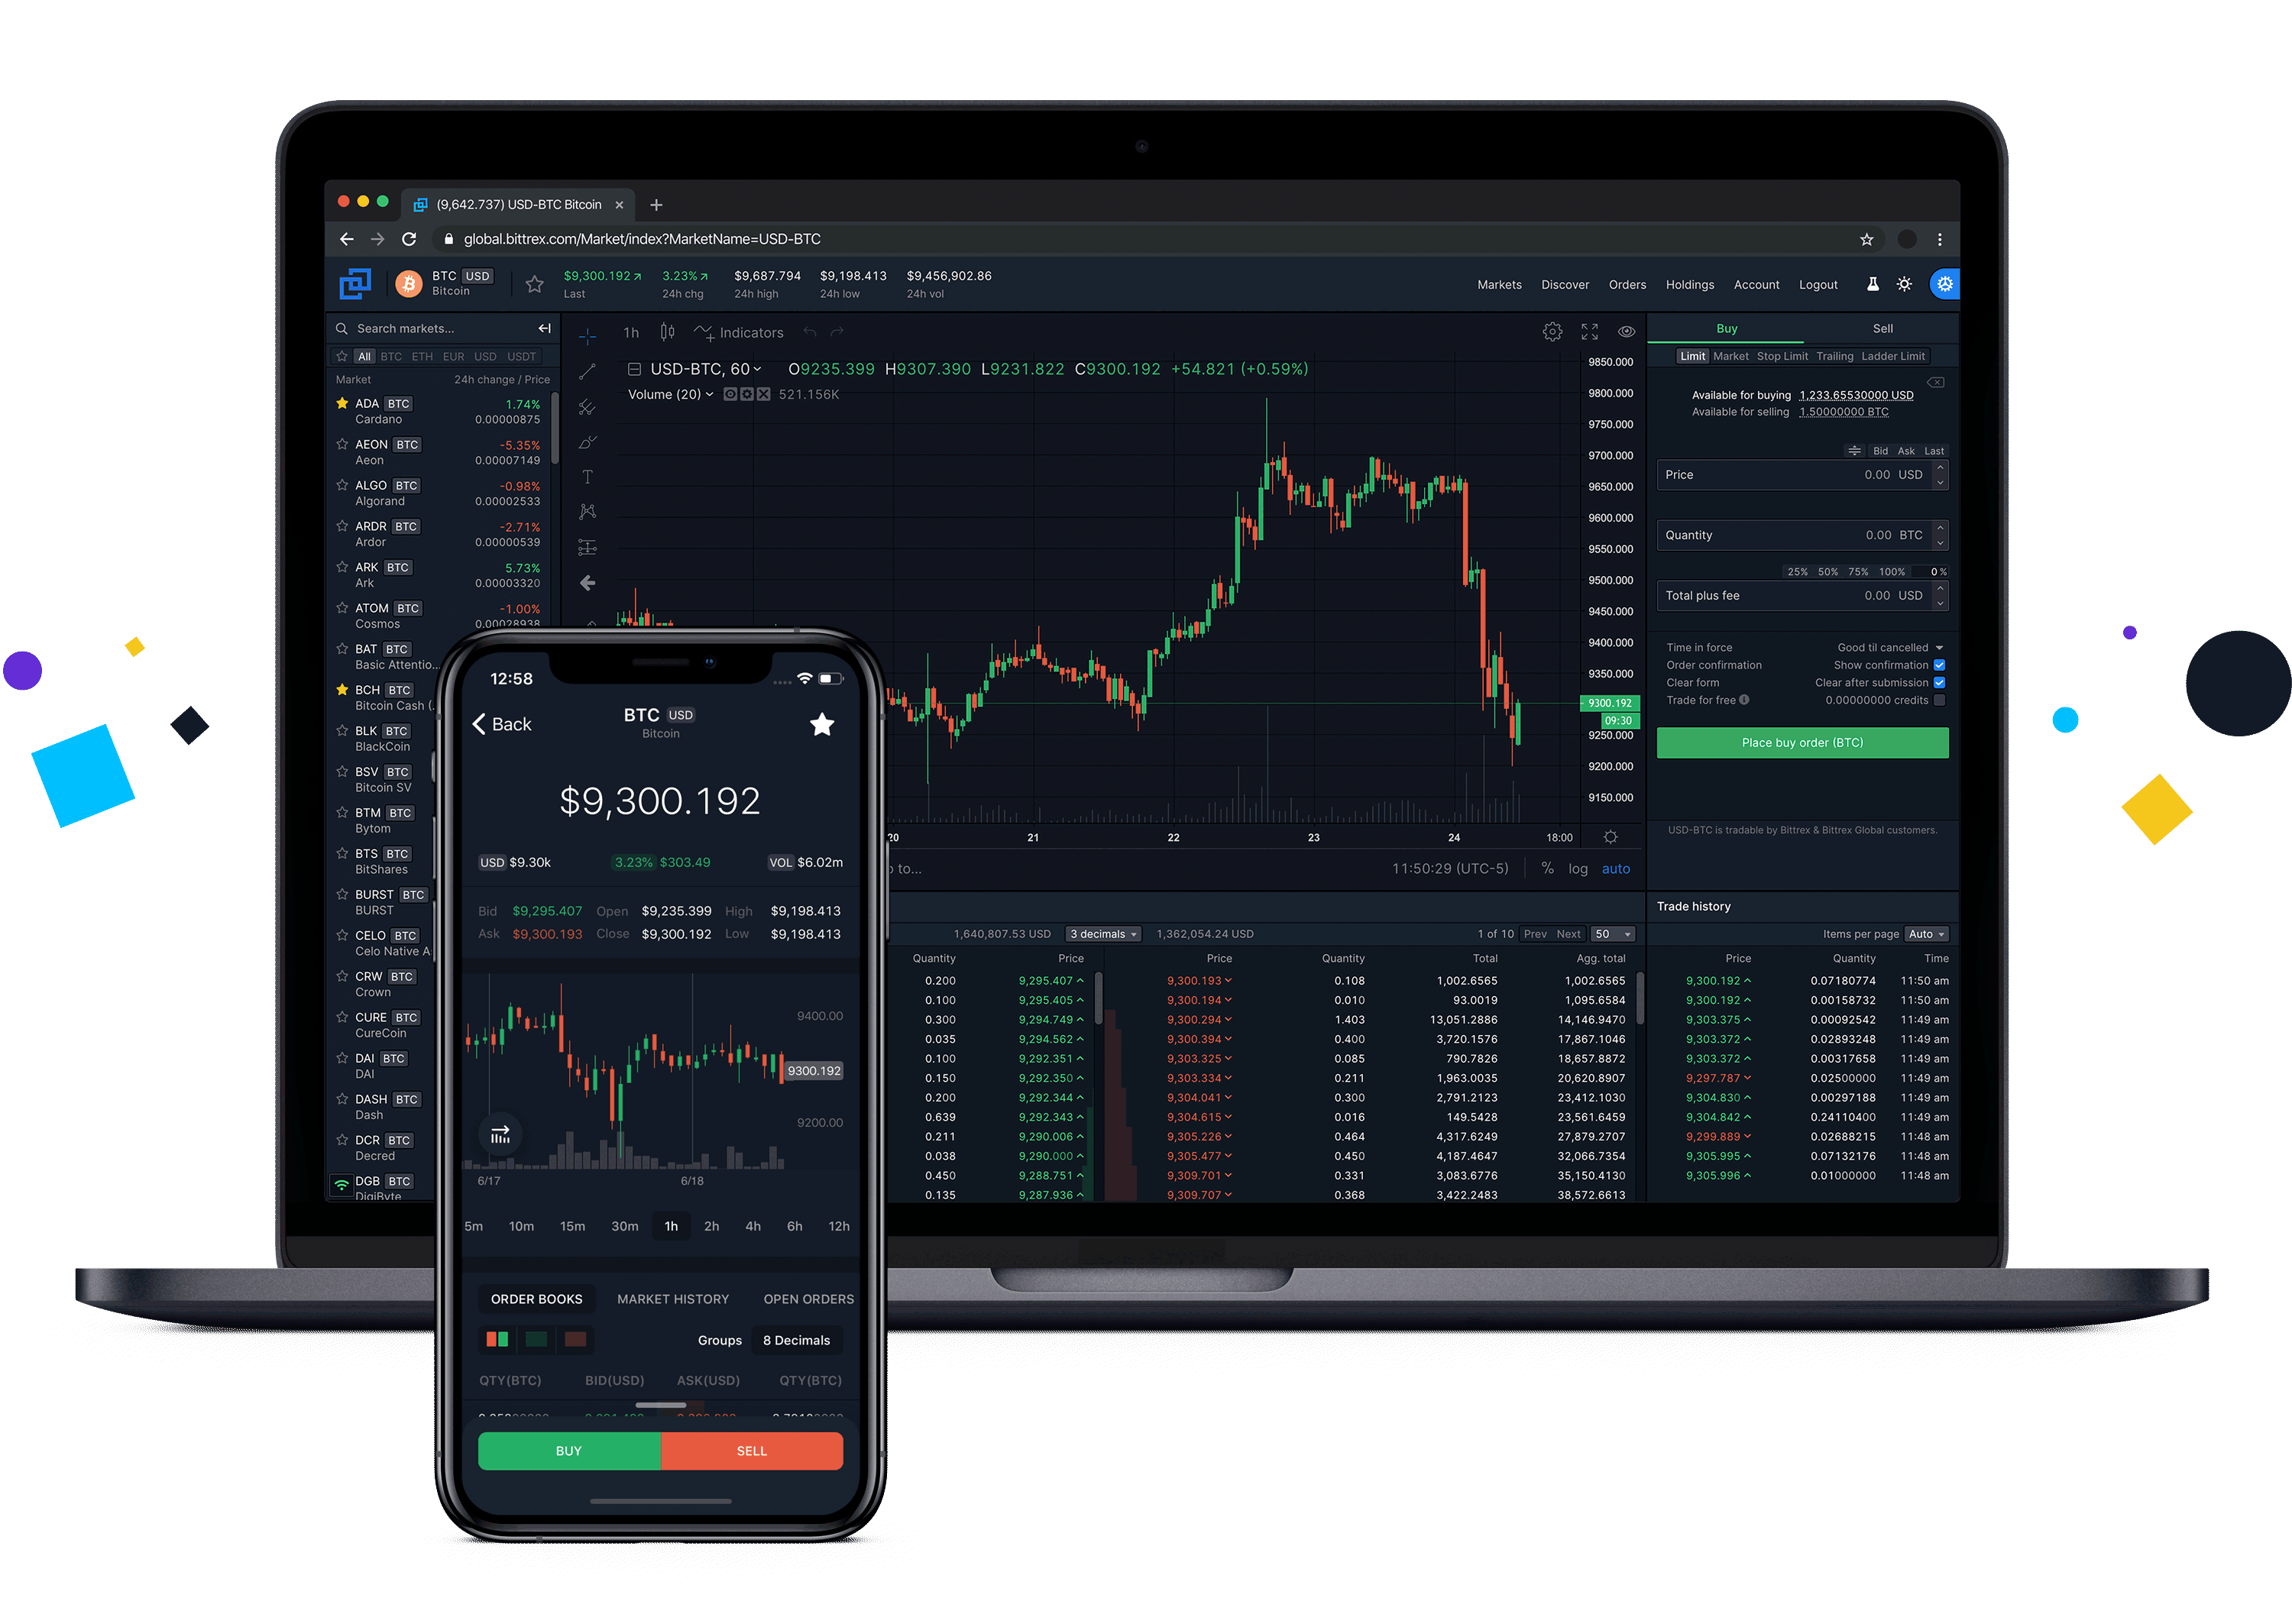 (9,642.737) USD-BTC Bitcoin
global.bittrex.com/Market/index?MarketName=USD-BTC
BTC USD
Bitcoin
$9,300.192 3.23% $9,687.794 $9,198.413 $9,456,902.86
Last 24h chg 24h high 24h low 24h vol
Markets Discover Orders Holdings Account Logout
Search markets...
All BTC ETH EUR USD USDT
Market 24h change / Price
ADA BTC 1.74%
Cardano 0.00000875
AEON BTC -5.35%
Aeon 0.00007149
ALGO BTC -0.98%
Algorand 0.00002533
ARDR BTC -2.71%
Ardor 0.00000539
ARK BTC 5.73%
Ark 0.00003320
ATOM BTC -1.00%
Cosmos 0.00028938
BAT BTC
Basic Attentio...
BCH BTC
Bitcoin Cash (.
BLK BTC
BlackCoin
BSV BTC
Bitcoin SV
BTM BTC
Bytom
BTS BTC
BitShares
BURST BTC
BURST
CELO BTC
Celo Native A
CRW BTC
Crown
CURE BTC
CureCoin
DAI BTC
DAI
DASH BTC
Dash
DCR BTC
Decred
DGB BTC
DigiByte
1h Indicators
USD-BTC, 60 O9235.399 H9307.390 L9231.822 C9300.192 +54.821 (+0.59%)
Volume (20) 521.156K
9850.000
9800.000
9750.000
9700.000
9650.000
9600.000
9550.000
9500.000
9450.000
9400.000
9350.000
9300.192
09:30
9250.000
9200.000
9150.000
20 21 22 23 24 18:00
to... 11:50:29 (UTC-5) % log auto
Buy Sell
Limit Market Stop Limit Trailing Ladder Limit
Available for buying 1,233.65530000 USD
Available for selling 1.50000000 BTC
Bid Ask Last
Price 0.00 USD
Quantity 0.00 BTC
25% 50% 75% 100% 0 %
Total plus fee 0.00 USD
Time in force Good til cancelled
Order confirmation Show confirmation
Clear form Clear after submission
Trade for free 0.00000000 credits
Place buy order (BTC)
USD-BTC is tradable by Bittrex & Bittrex Global customers.
1,640,807.53 USD 3 decimals 1,362,054.24 USD 1 of 10 Prev Next 50
Quantity Price Price Quantity Total Agg. total
0.200 9,295.407 9,300.193 0.108 1,002.6565 1,002.6565
0.100 9,295.405 9,300.194 0.010 93.0019 1,095.6584
0.300 9,294.749 9,300.294 1.403 13,051.2886 14,146.9470
0.035 9,294.562 9,300.394 0.400 3,720.1576 17,867.1046
0.100 9,292.351 9,303.325 0.085 790.7826 18,657.8872
0.150 9,292.350 9,303.334 0.211 1,963.0035 20,620.8907
0.200 9,292.344 9,304.041 0.300 2,791.2123 23,412.1030
0.639 9,292.343 9,304.615 0.016 149.5428 23,561.6459
0.211 9,290.006 9,305.226 0.464 4,317.6249 27,879.2707
0.038 9,290.000 9,305.477 0.450 4,187.4647 32,066.7354
0.450 9,288.751 9,309.701 0.331 3,083.6776 35,150.4130
0.135 9,287.936 9,309.707 0.368 3,422.2483 38,572.6613
Trade history
Items per page Auto
Price Quantity Time
9,300.192 0.07180774 11:50 am
9,300.192 0.00158732 11:50 am
9,303.375 0.00092542 11:49 am
9,303.372 0.02893248 11:49 am
9,303.372 0.00317658 11:49 am
9,297.787 0.02500000 11:49 am
9,304.830 0.00297188 11:49 am
9,304.842 0.24110400 11:49 am
9,299.889 0.02688215 11:48 am
9,305.995 0.07132176 11:48 am
9,305.996 0.01000000 11:48 am
12:58
Back
BTC USD
Bitcoin
$9,300.192
USD $9.30k 3.23% $303.49 VOL $6.02m
Bid $9,295.407 Open $9,235.399 High $9,198.413
Ask $9,300.193 Close $9,300.192 Low $9,198.413
9400.00
9300.192
9200.00
6/17 6/18
5m 10m 15m 30m 1h 2h 4h 6h 12h
ORDER BOOKS MARKET HISTORY OPEN ORDERS
Groups 8 Decimals
QTY(BTC) BID(USD) ASK(USD) QTY(BTC)
BUY SELL